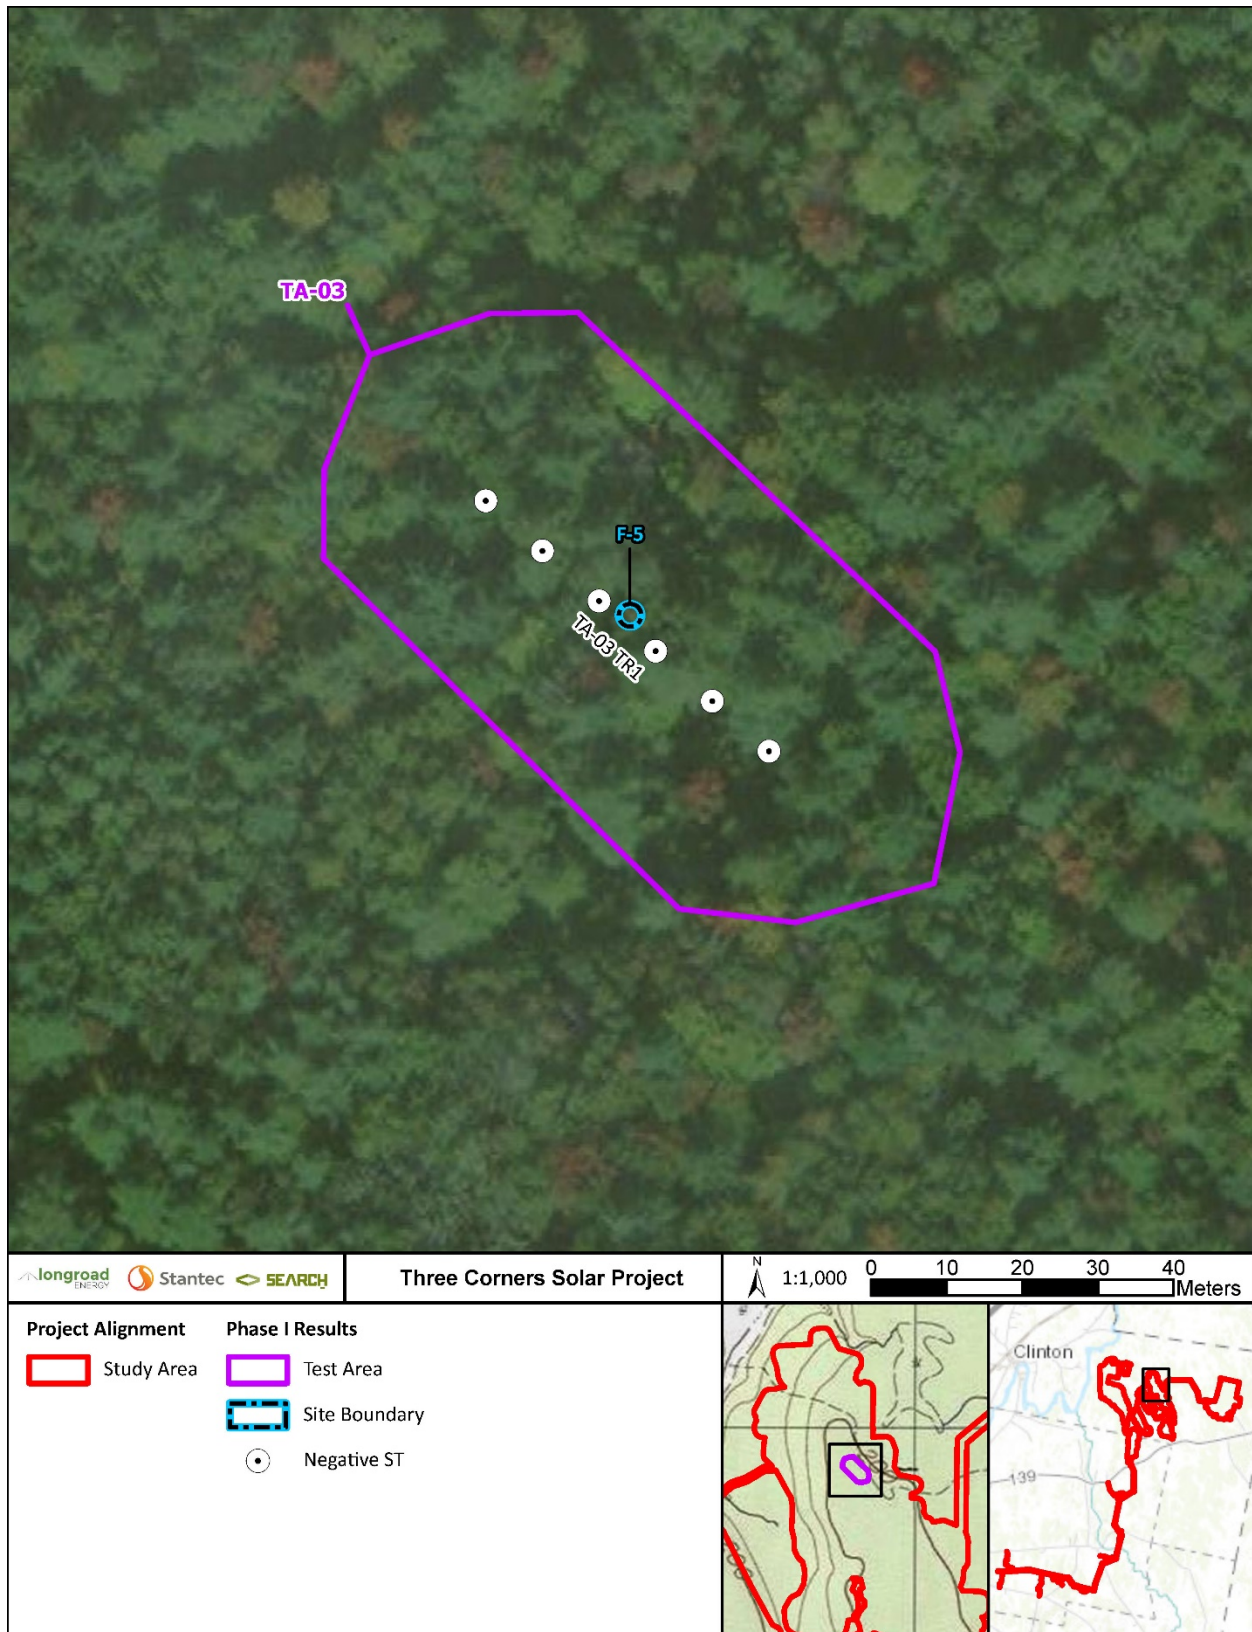 TA-03
F-5
TA-03 TR1
longroad
ENERGY
Stantec
SEARCH
Three Corners Solar Project
N
1:1,000
0 10 20 30 40
Meters
Project Alignment
Study Area
Phase I Results
Test Area
Site Boundary
Negative ST
Clinton
139